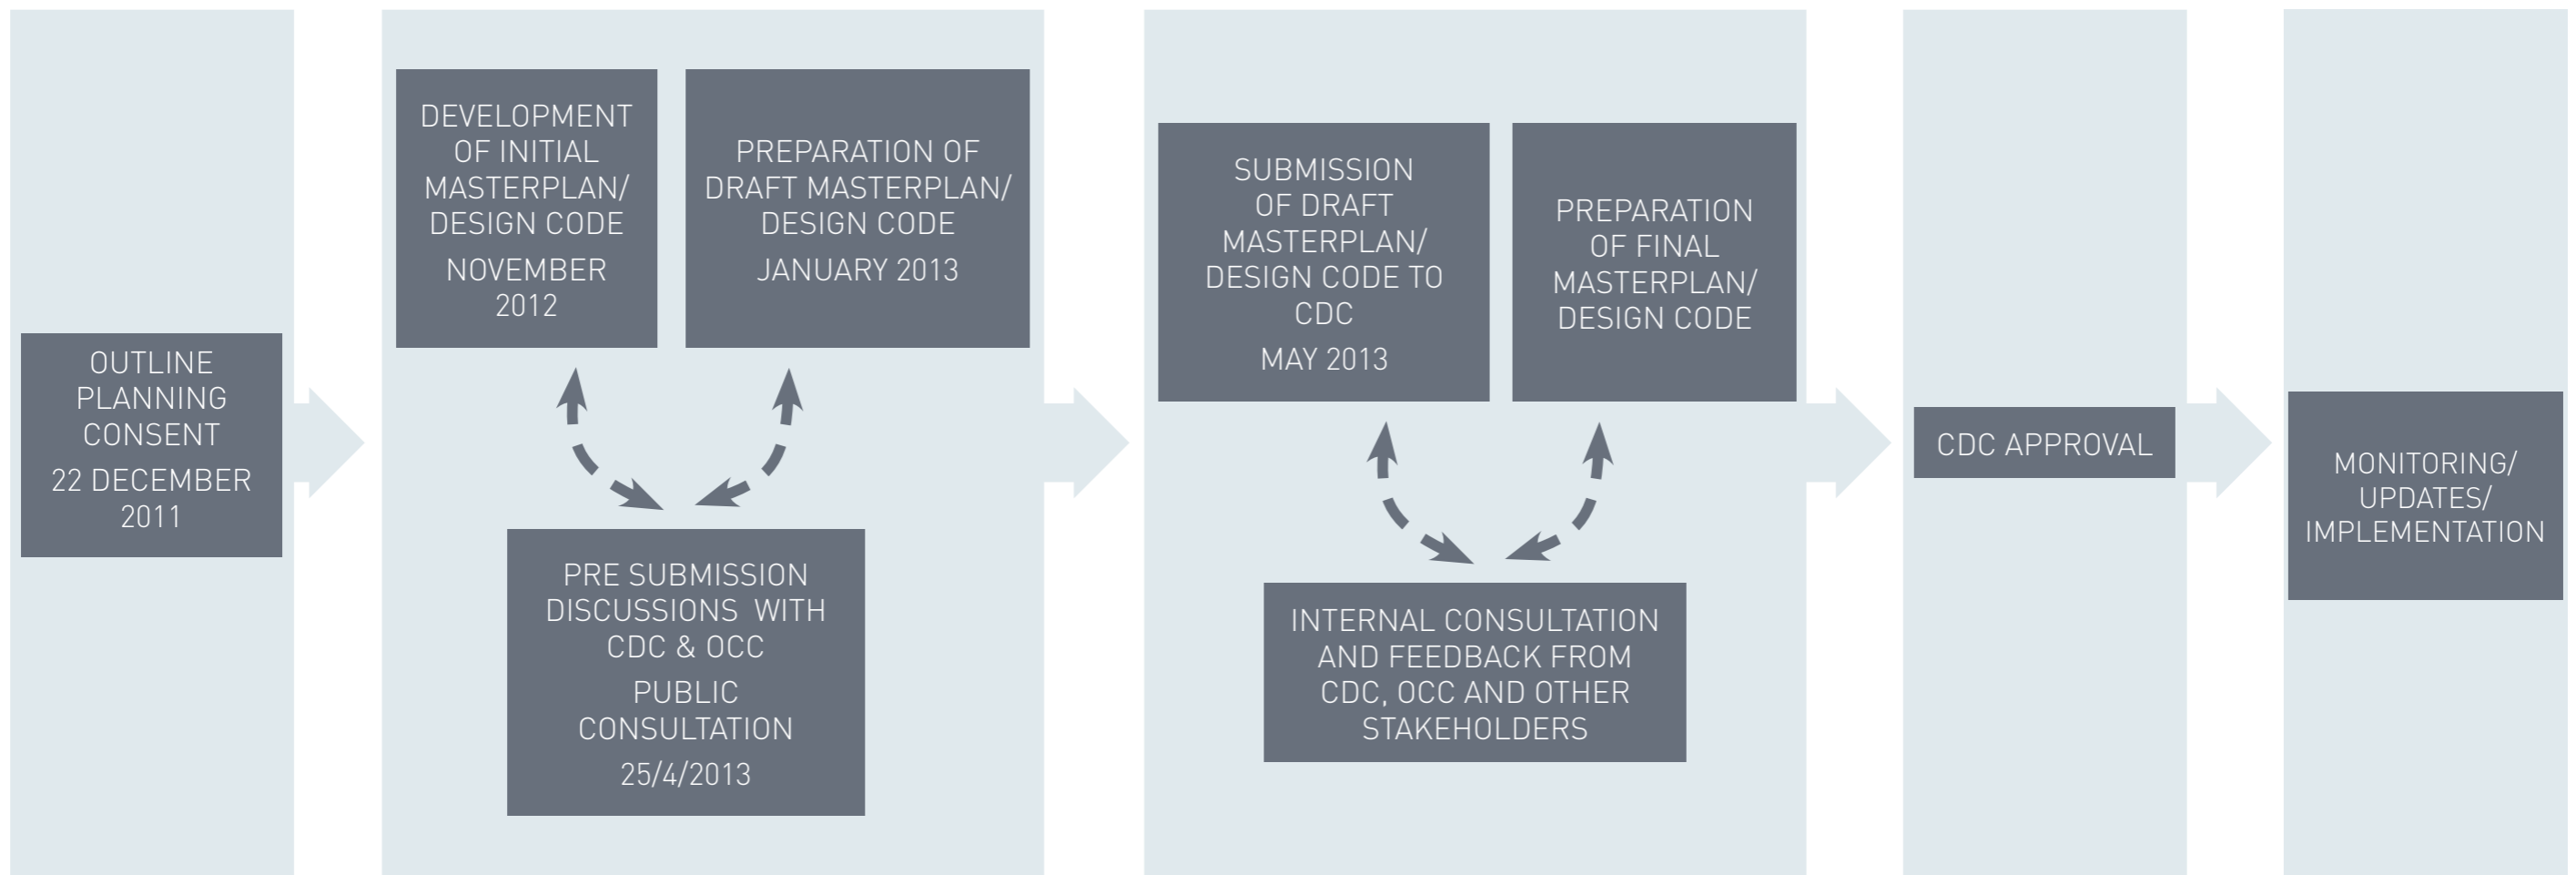 OUTLINE
PLANNING
CONSENT
22 DECEMBER
2011
DEVELOPMENT
OF INITIAL
MASTERPLAN/
DESIGN CODE
NOVEMBER
2012
PREPARATION OF
DRAFT MASTERPLAN/
DESIGN CODE
JANUARY 2013
PRE SUBMISSION
DISCUSSIONS WITH
CDC & OCC
PUBLIC
CONSULTATION
25/4/2013
SUBMISSION
OF DRAFT
MASTERPLAN/
DESIGN CODE TO
CDC
MAY 2013
PREPARATION
OF FINAL
MASTERPLAN/
DESIGN CODE
INTERNAL CONSULTATION
AND FEEDBACK FROM
CDC, OCC AND OTHER
STAKEHOLDERS
CDC APPROVAL
MONITORING/
UPDATES/
IMPLEMENTATION